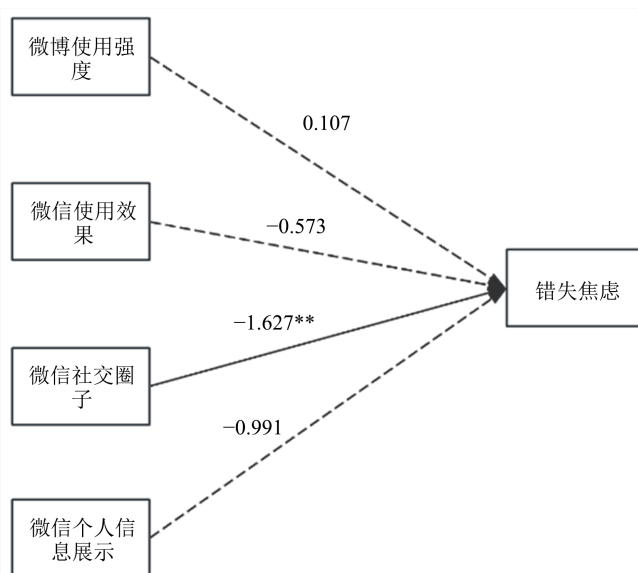 微博使用强
度
0.107
微信使用效
果
−0.573
错失焦虑
−1.627**
微信社交圈
子
−0.991
微信个人信
息展示